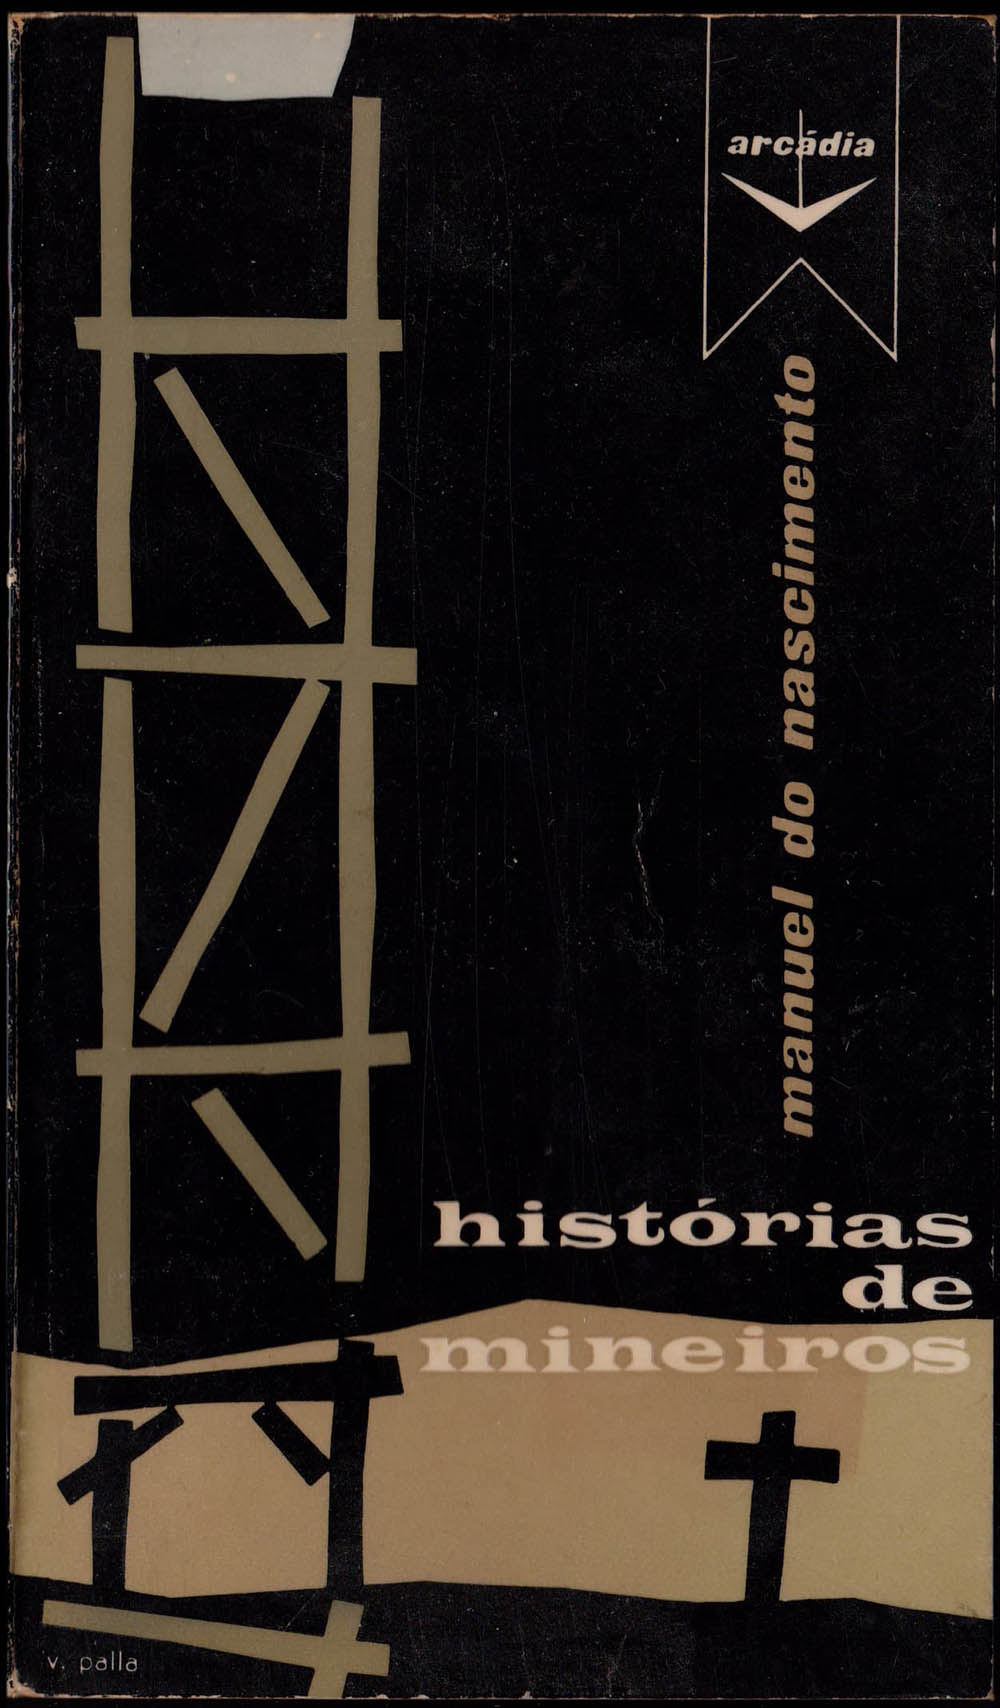 arcádia
manuel do nascimento
histórias
de
mineiros
v. palla